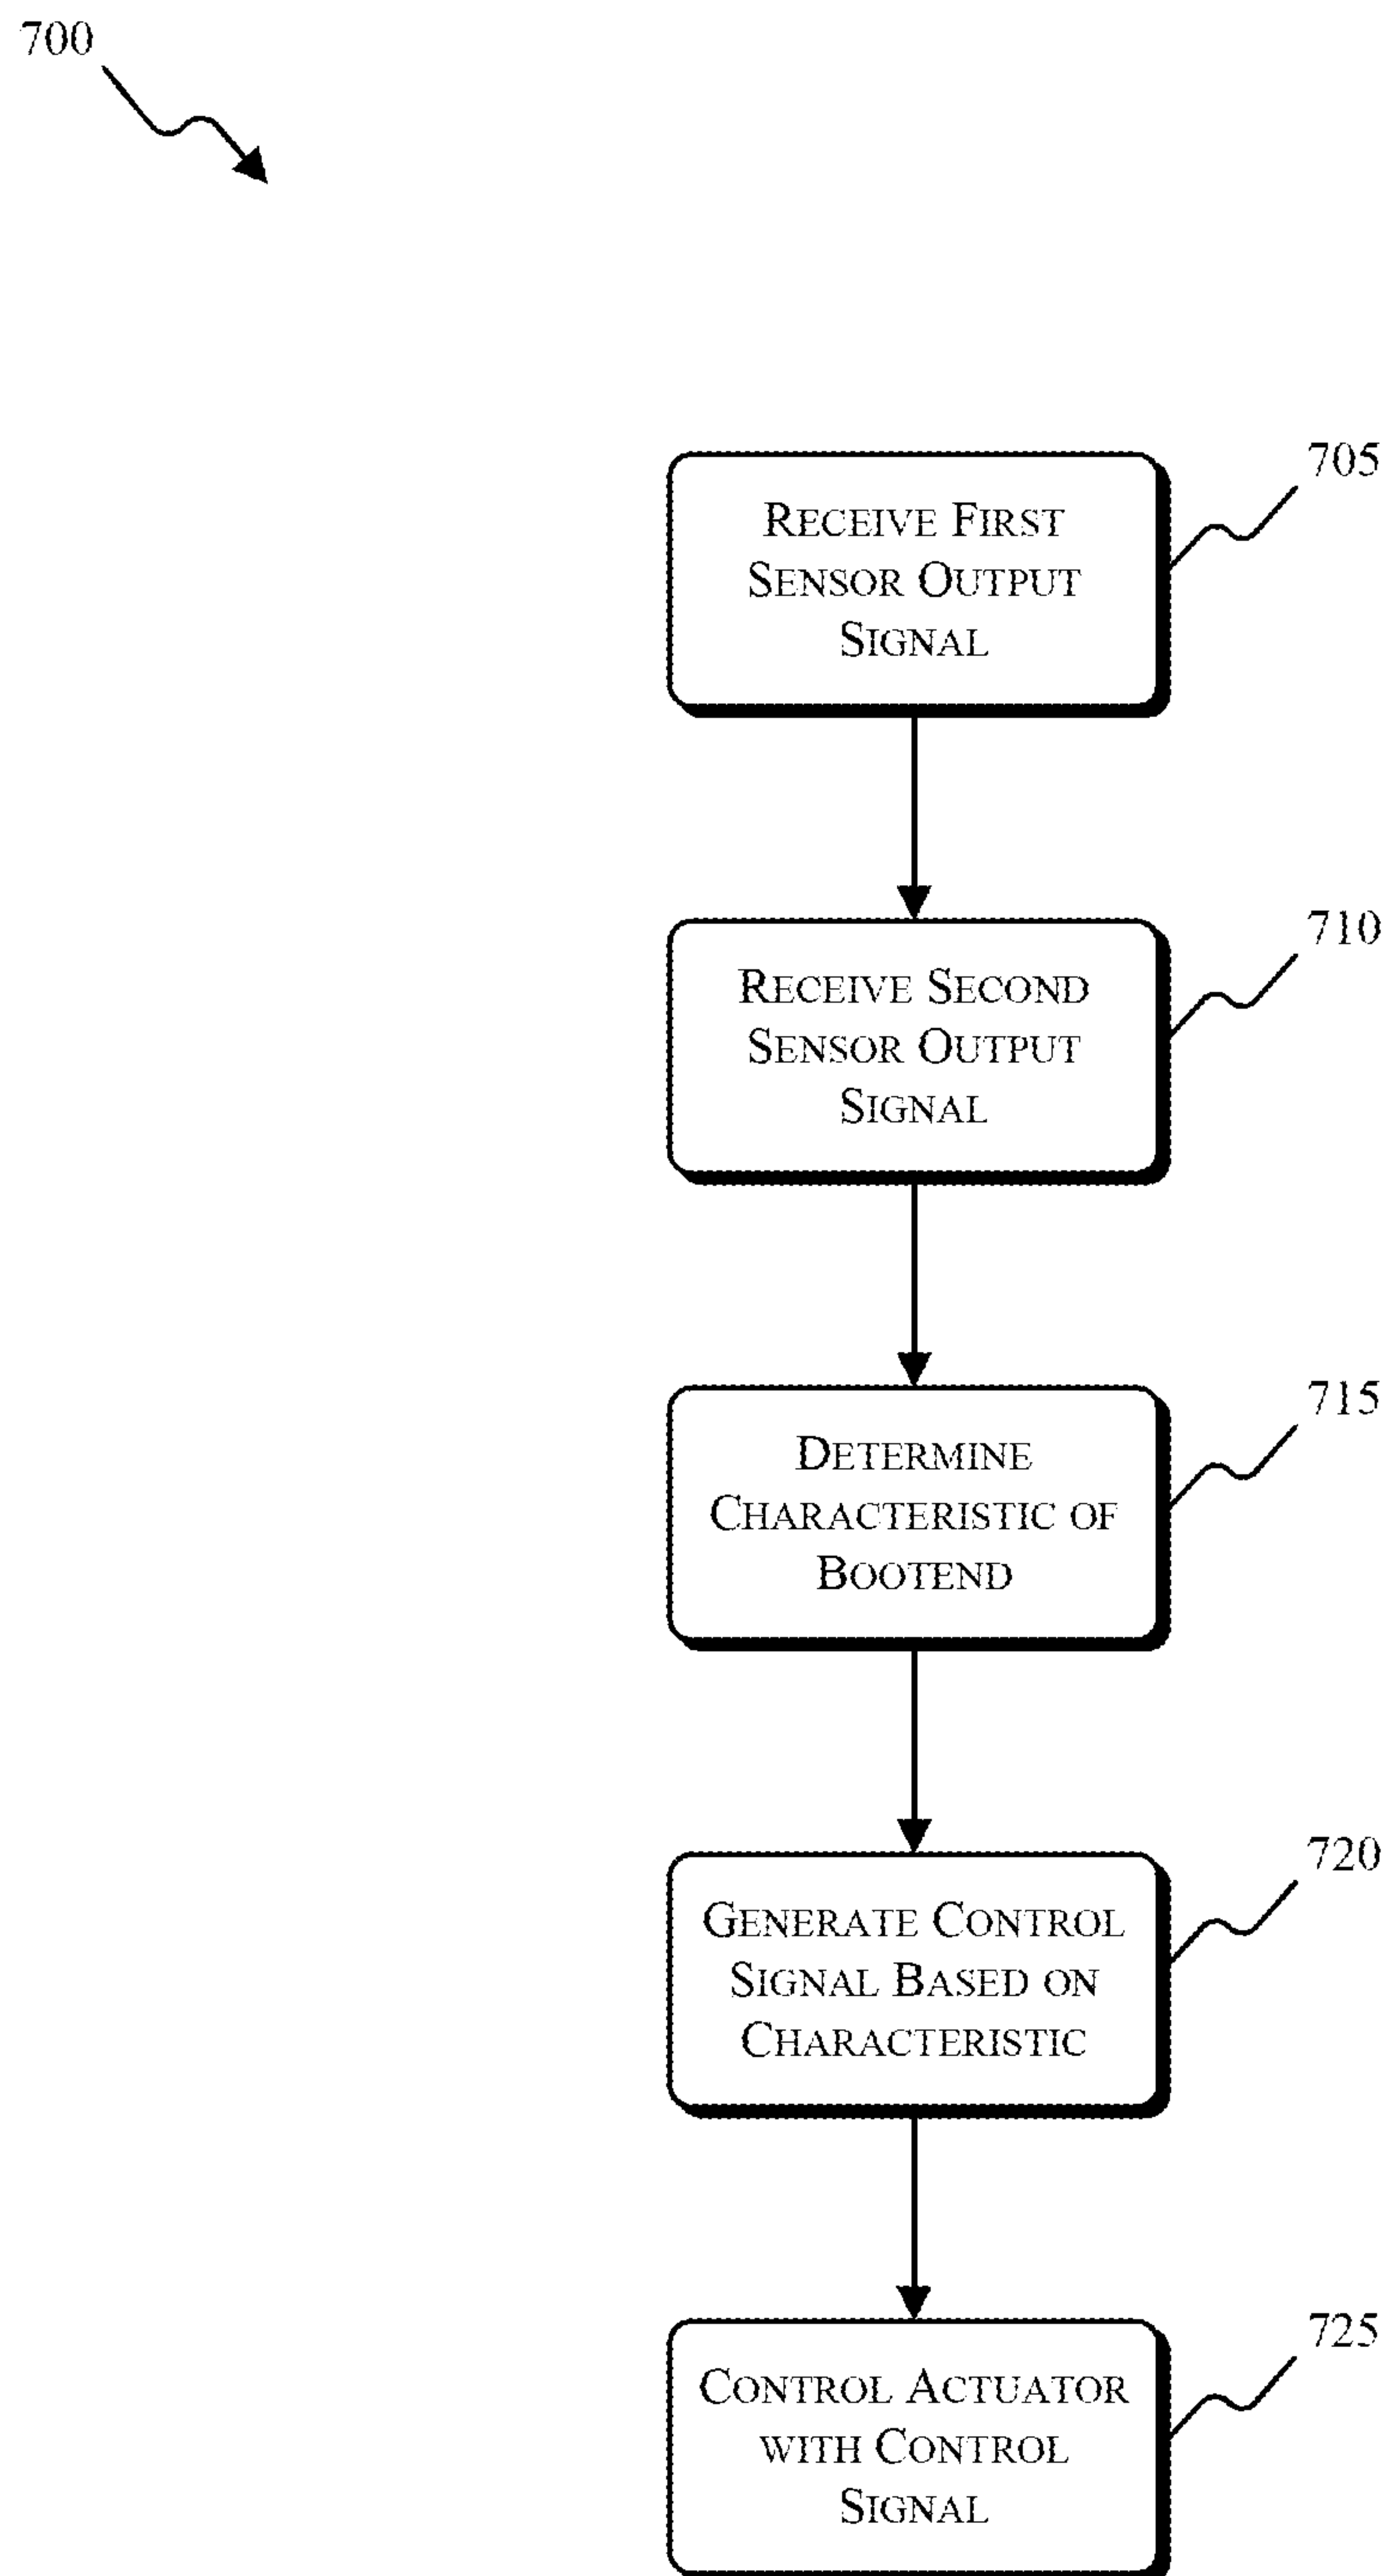 700
705
Receive First
Sensor Output
Signal
710
Receive Second
Sensor Output
Signal
715
Determine
Characteristic of
Bootend
720
Generate Control
Signal Based on
Characteristic
725
Control Actuator
with Control
Signal